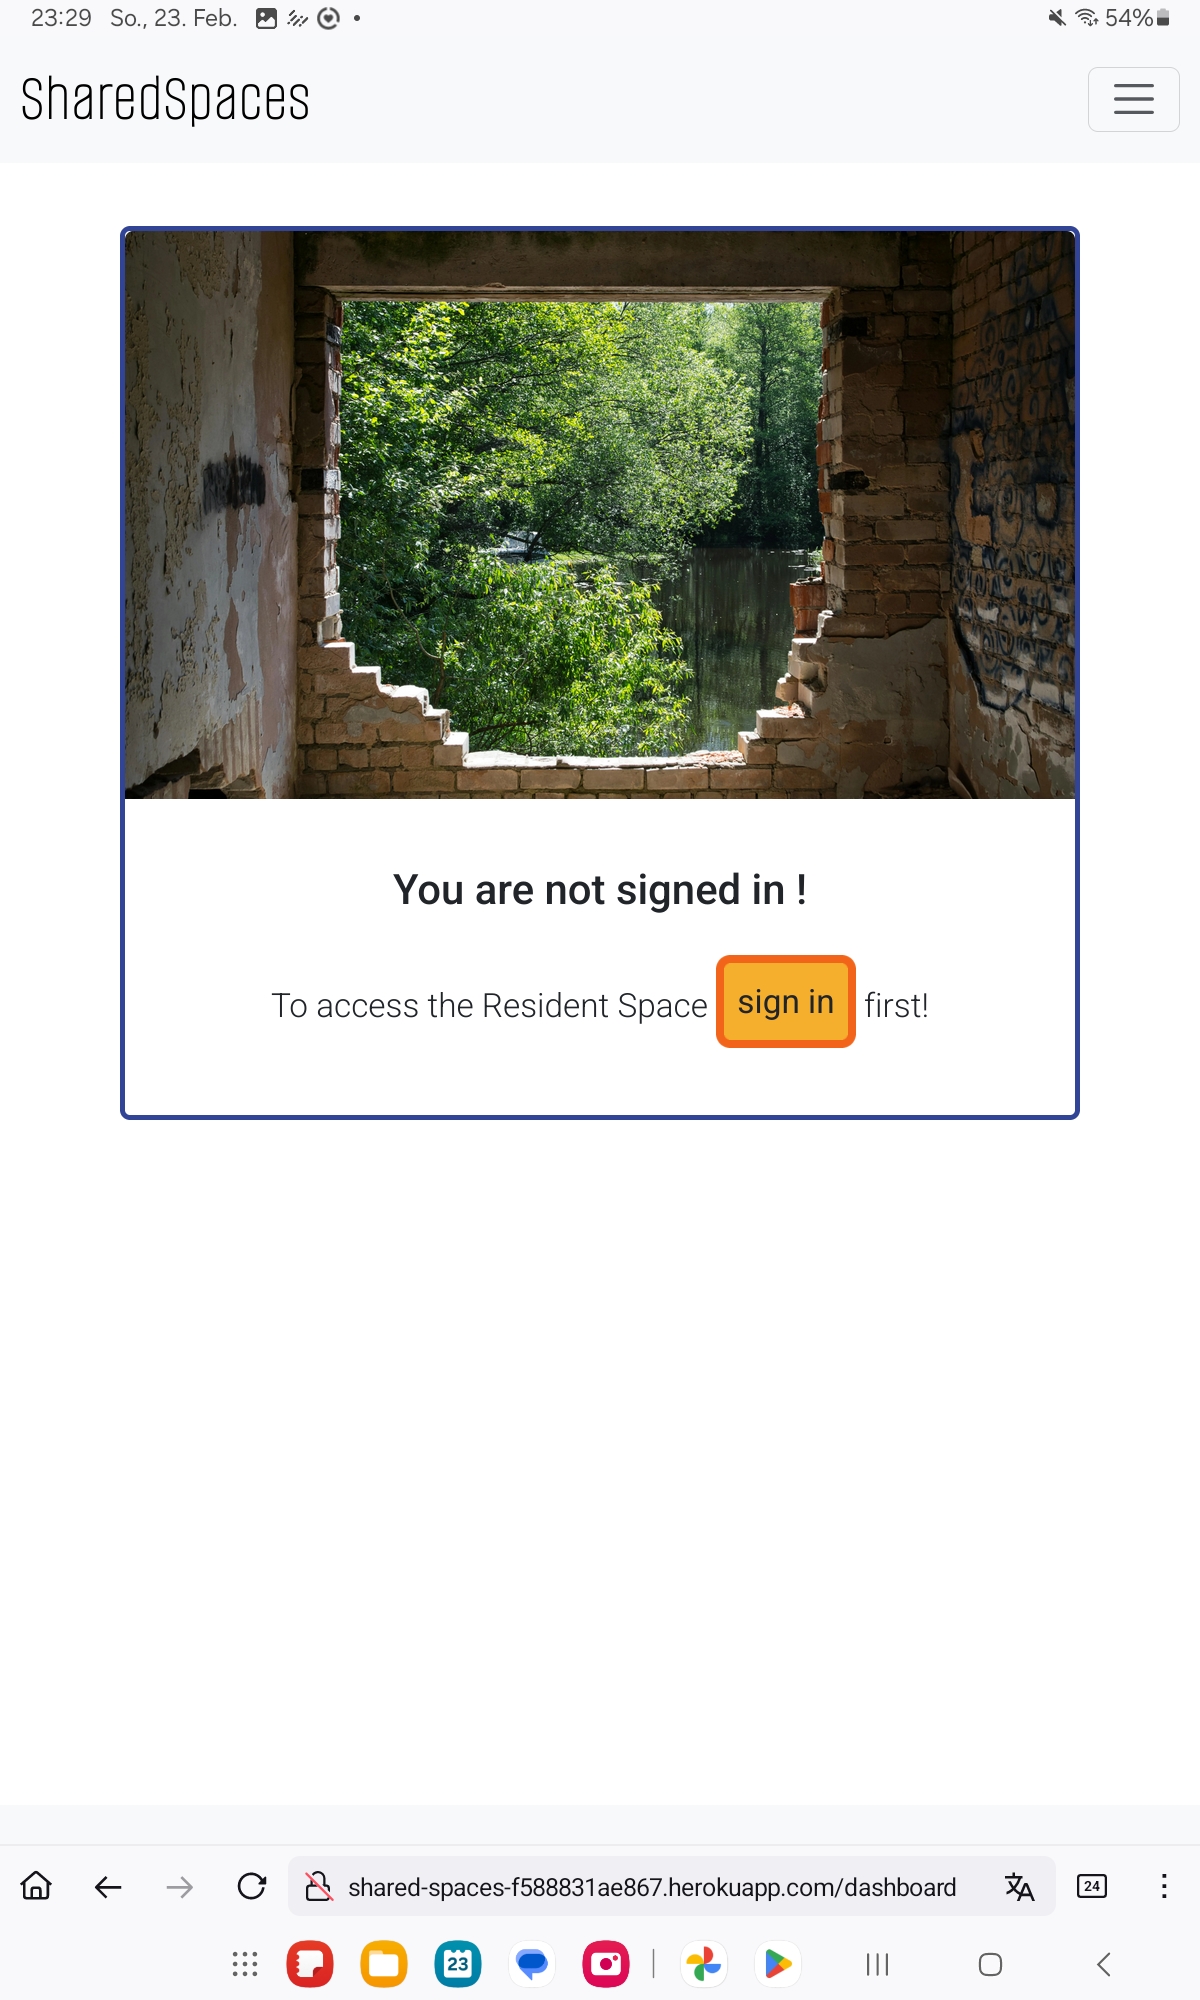 23:29 So., 23. Feb. 54%
SharedSpaces
You are not signed in !
To access the Resident Space sign in first!
shared-spaces-f588831ae867.herokuapp.com/dashboard 24
23